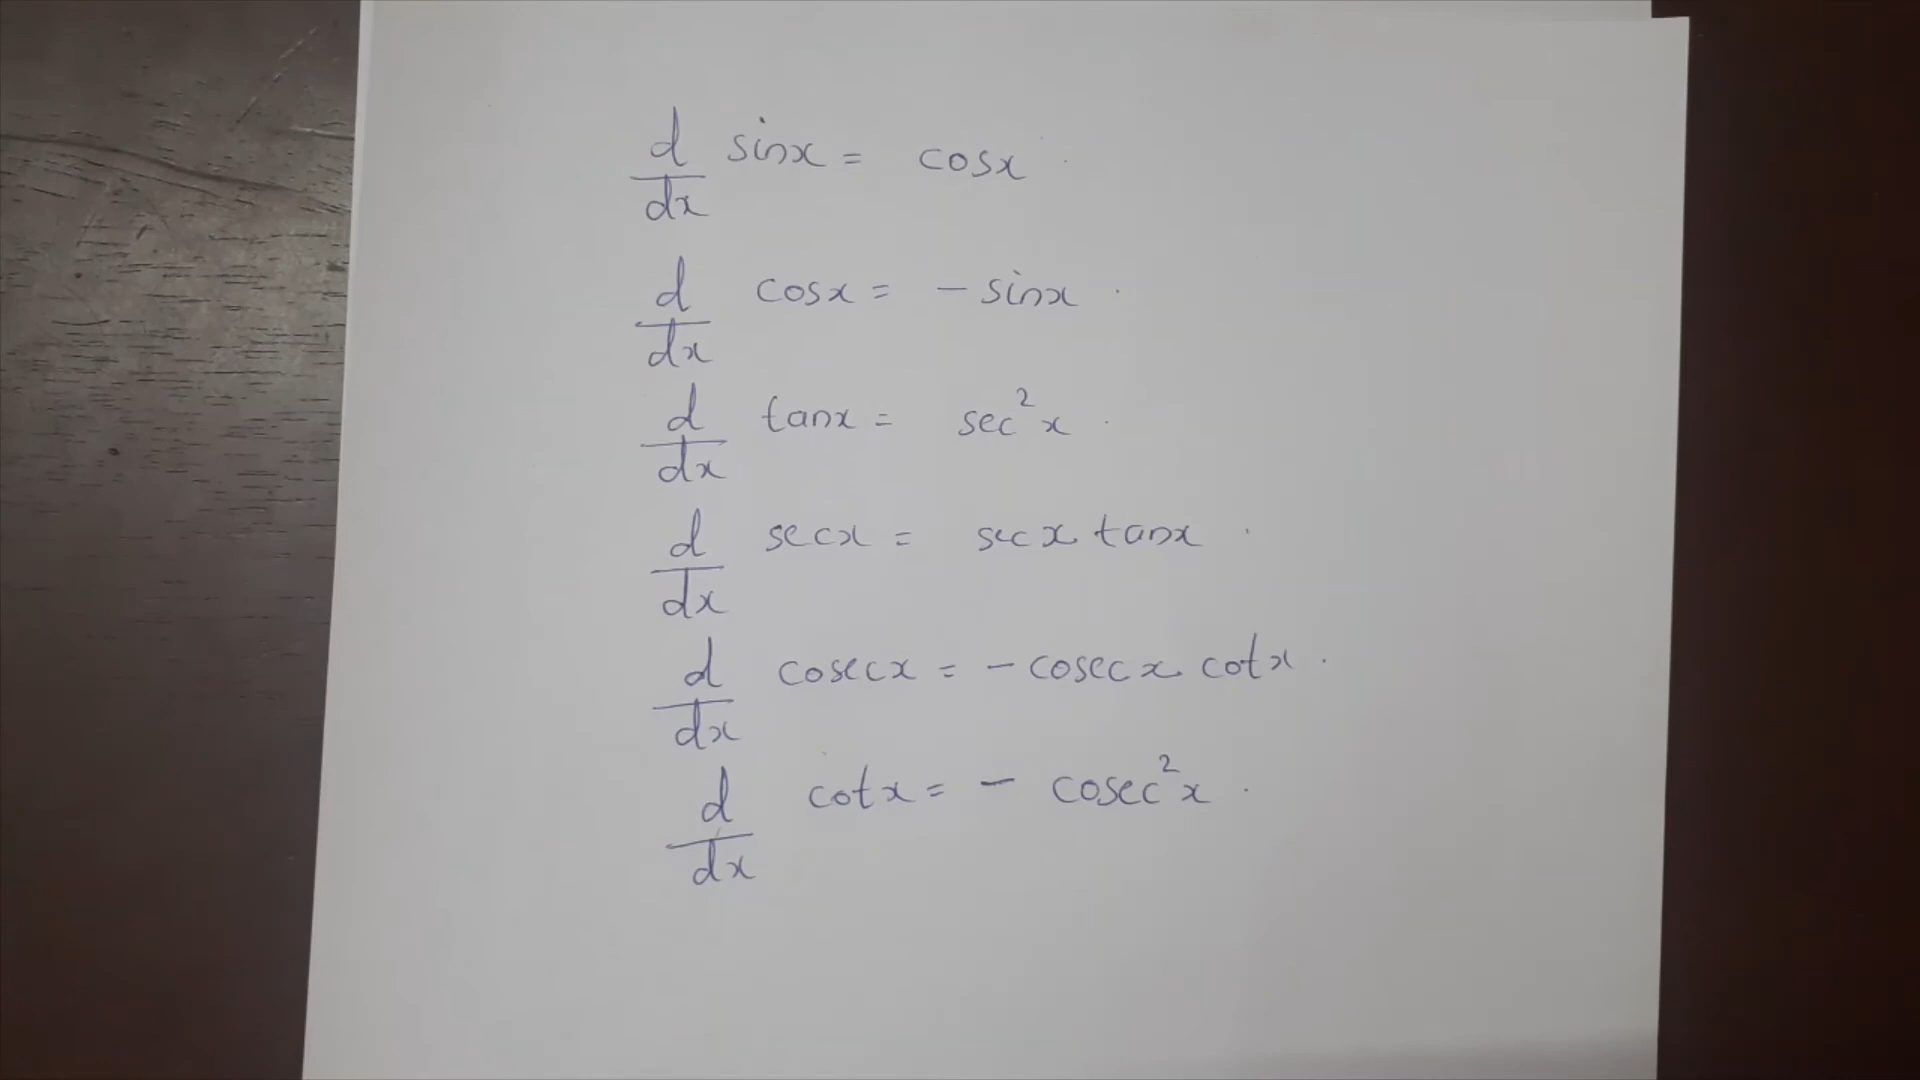 d/dx sinx = cosx
d/dx cosx = - sinx
d/dx tanx = sec²x
d/dx secx = secx tanx
d/dx cosecx = - cosecx cotx
d/dx cotx = - cosec²x